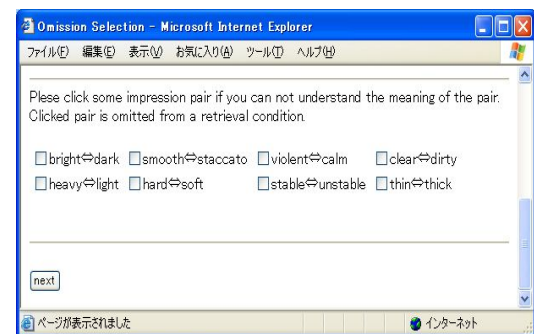 Omission Selection - Microsoft Internet Explorer
ファイル(F) 編集(E) 表示(V) お気に入り(A) ツール(T) ヘルプ(H)
Plese click some impression pair if you can not understand the meaning of the pair.
Clicked pair is omitted from a retrieval condition.
bright⇔dark smooth⇔staccato violent⇔calm clear⇔dirty
heavy⇔light hard⇔soft stable⇔unstable thin⇔thick
next
ページが表示されました インターネット